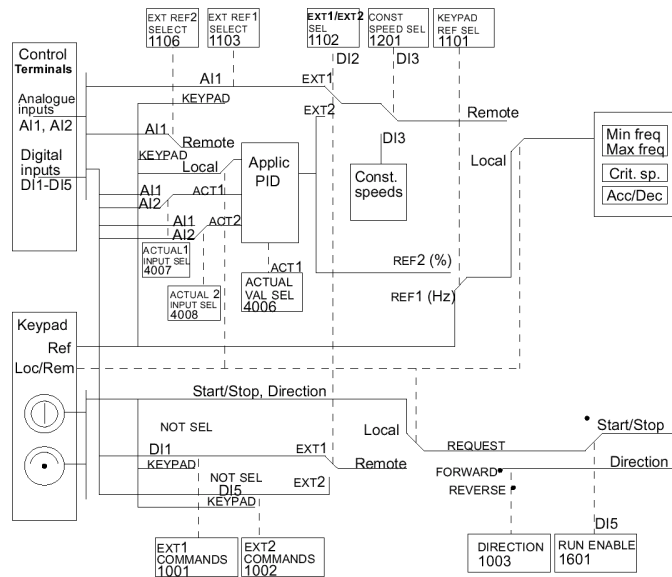 EXT REF2
SELECT
1106
EXT REF1
SELECT
1103
EXT1/EXT2
SEL
1102
CONST
SPEED SEL
1201
KEYPAD
REF SEL
1101
Control
Terminals
Analogue
inputs
AI1, AI2
Digital
inputs
DI1-DI5
DI2
DI3
AI1
EXT1
KEYPAD
EXT2
Remote
AI1
Remote
KEYPAD
Local
Applic
PID
DI3
Const.
speeds
Local
Min freq
Max freq
Crit. sp.
Acc/Dec
AI1
ACT1
AI2
AI1
ACT2
AI2
ACTUAL1
INPUT SEL
4007
ACTUAL 2
INPUT SEL
4008
ACT1
ACTUAL
VAL SEL
4006
REF2 (%)
REF1 (Hz)
Keypad
Ref
Loc/Rem
Start/Stop, Direction
NOT SEL
Local
REQUEST
Start/Stop
DI1
EXT1
KEYPAD
Remote
FORWARD
Direction
NOT SEL
DI5
EXT2
KEYPAD
REVERSE
DI5
EXT1
COMMANDS
1001
EXT2
COMMANDS
1002
DIRECTION
1003
RUN ENABLE
1601